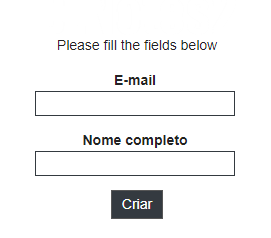 Please fill the fields below
E-mail
Nome completo
Criar